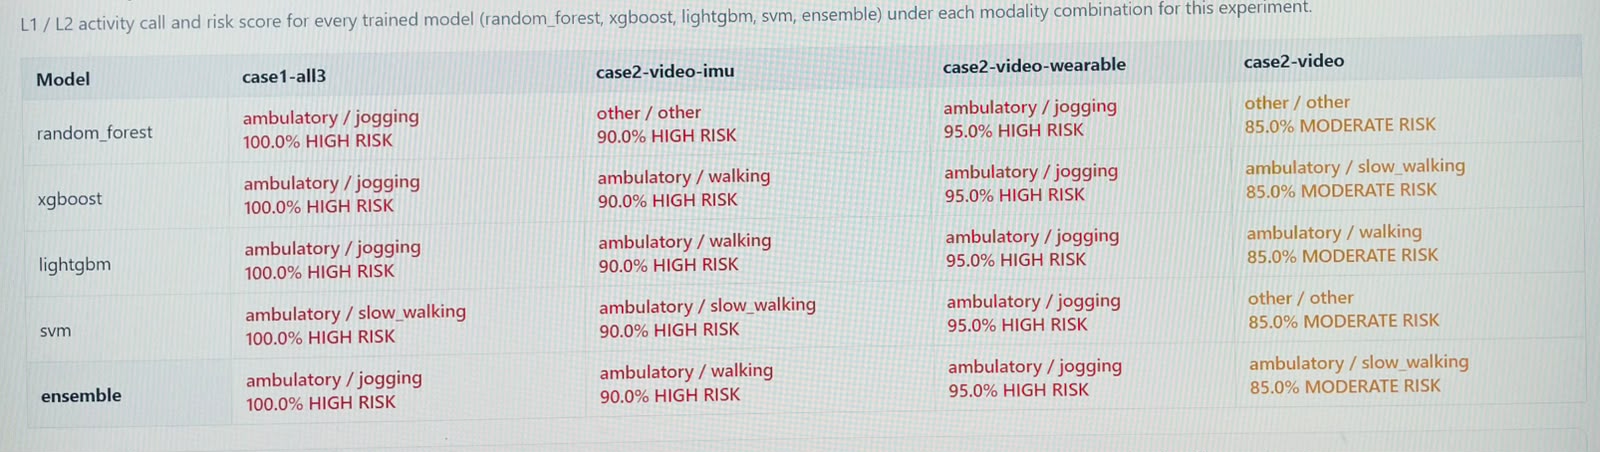 L1 / L2 activity call and risk score for every trained model (random_forest, xgboost, lightgbm, svm, ensemble) under each modality combination for this experiment.
Model case1-all3 case2-video-imu case2-video-wearable case2-video
random_forest
ambulatory / jogging
100.0% HIGH RISK
other / other
90.0% HIGH RISK
ambulatory / jogging
95.0% HIGH RISK
other / other
85.0% MODERATE RISK
xgboost
ambulatory / jogging
100.0% HIGH RISK
ambulatory / walking
90.0% HIGH RISK
ambulatory / jogging
95.0% HIGH RISK
ambulatory / slow_walking
85.0% MODERATE RISK
lightgbm
ambulatory / jogging
100.0% HIGH RISK
ambulatory / walking
90.0% HIGH RISK
ambulatory / jogging
95.0% HIGH RISK
ambulatory / walking
85.0% MODERATE RISK
svm
ambulatory / slow_walking
100.0% HIGH RISK
ambulatory / slow_walking
90.0% HIGH RISK
ambulatory / jogging
95.0% HIGH RISK
other / other
85.0% MODERATE RISK
ensemble
ambulatory / jogging
100.0% HIGH RISK
ambulatory / walking
90.0% HIGH RISK
ambulatory / jogging
95.0% HIGH RISK
ambulatory / slow_walking
85.0% MODERATE RISK